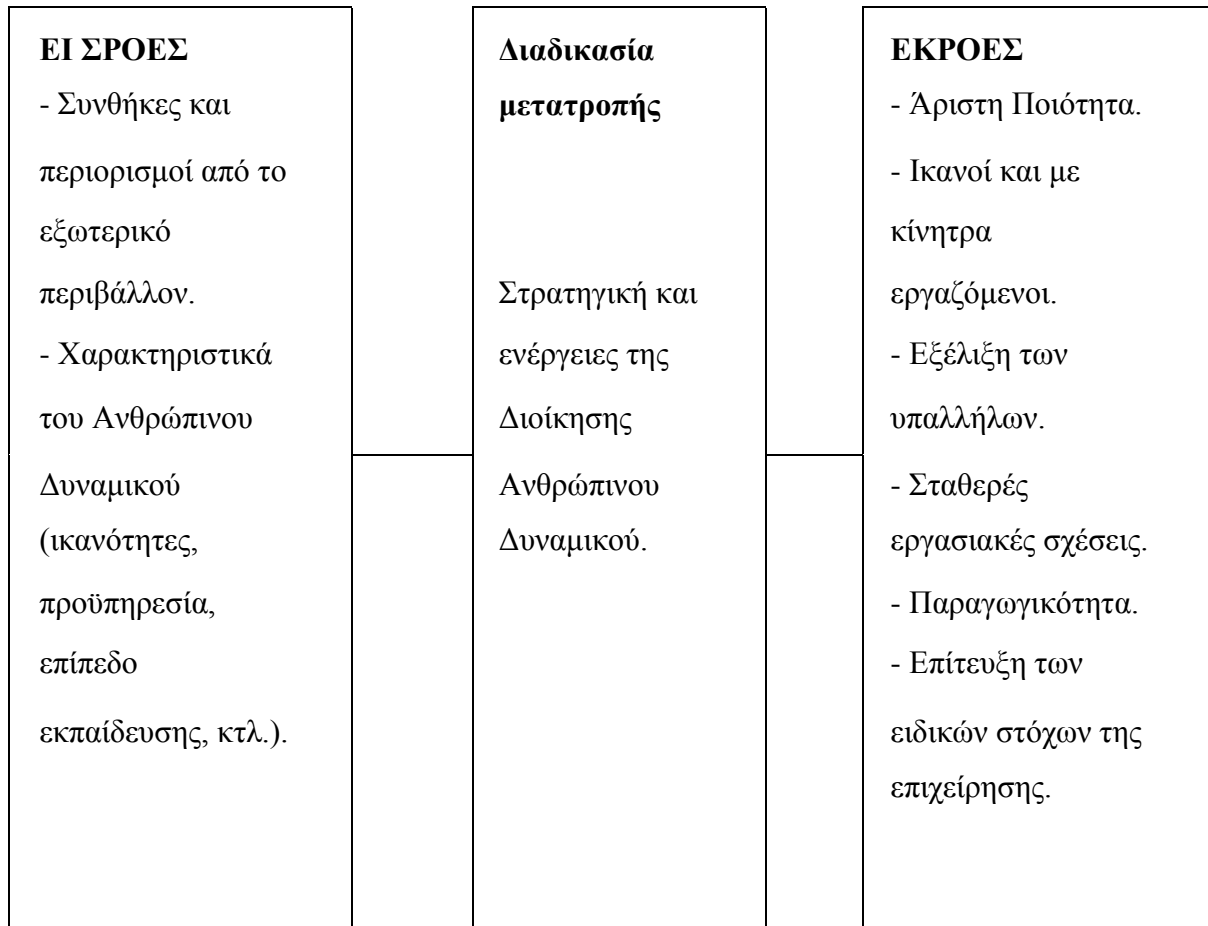 ΕΙ ΣΡΟΕΣ
- Συνθήκες και
περιορισμοί από το
εξωτερικό
περιβάλλον.
- Χαρακτηριστικά
του Ανθρώπινου
Δυναμικού
(ικανότητες,
προϋπηρεσία,
επίπεδο
εκπαίδευσης, κτλ.).
Διαδικασία
μετατροπής
Στρατηγική και
ενέργειες της
Διοίκησης
Ανθρώπινου
Δυναμικού.
ΕΚΡΟΕΣ
- Άριστη Ποιότητα.
- Ικανοί και με
κίνητρα
εργαζόμενοι.
- Εξέλιξη των
υπαλλήλων.
- Σταθερές
εργασιακές σχέσεις.
- Παραγωγικότητα.
- Επίτευξη των
ειδικών στόχων της
επιχείρησης.